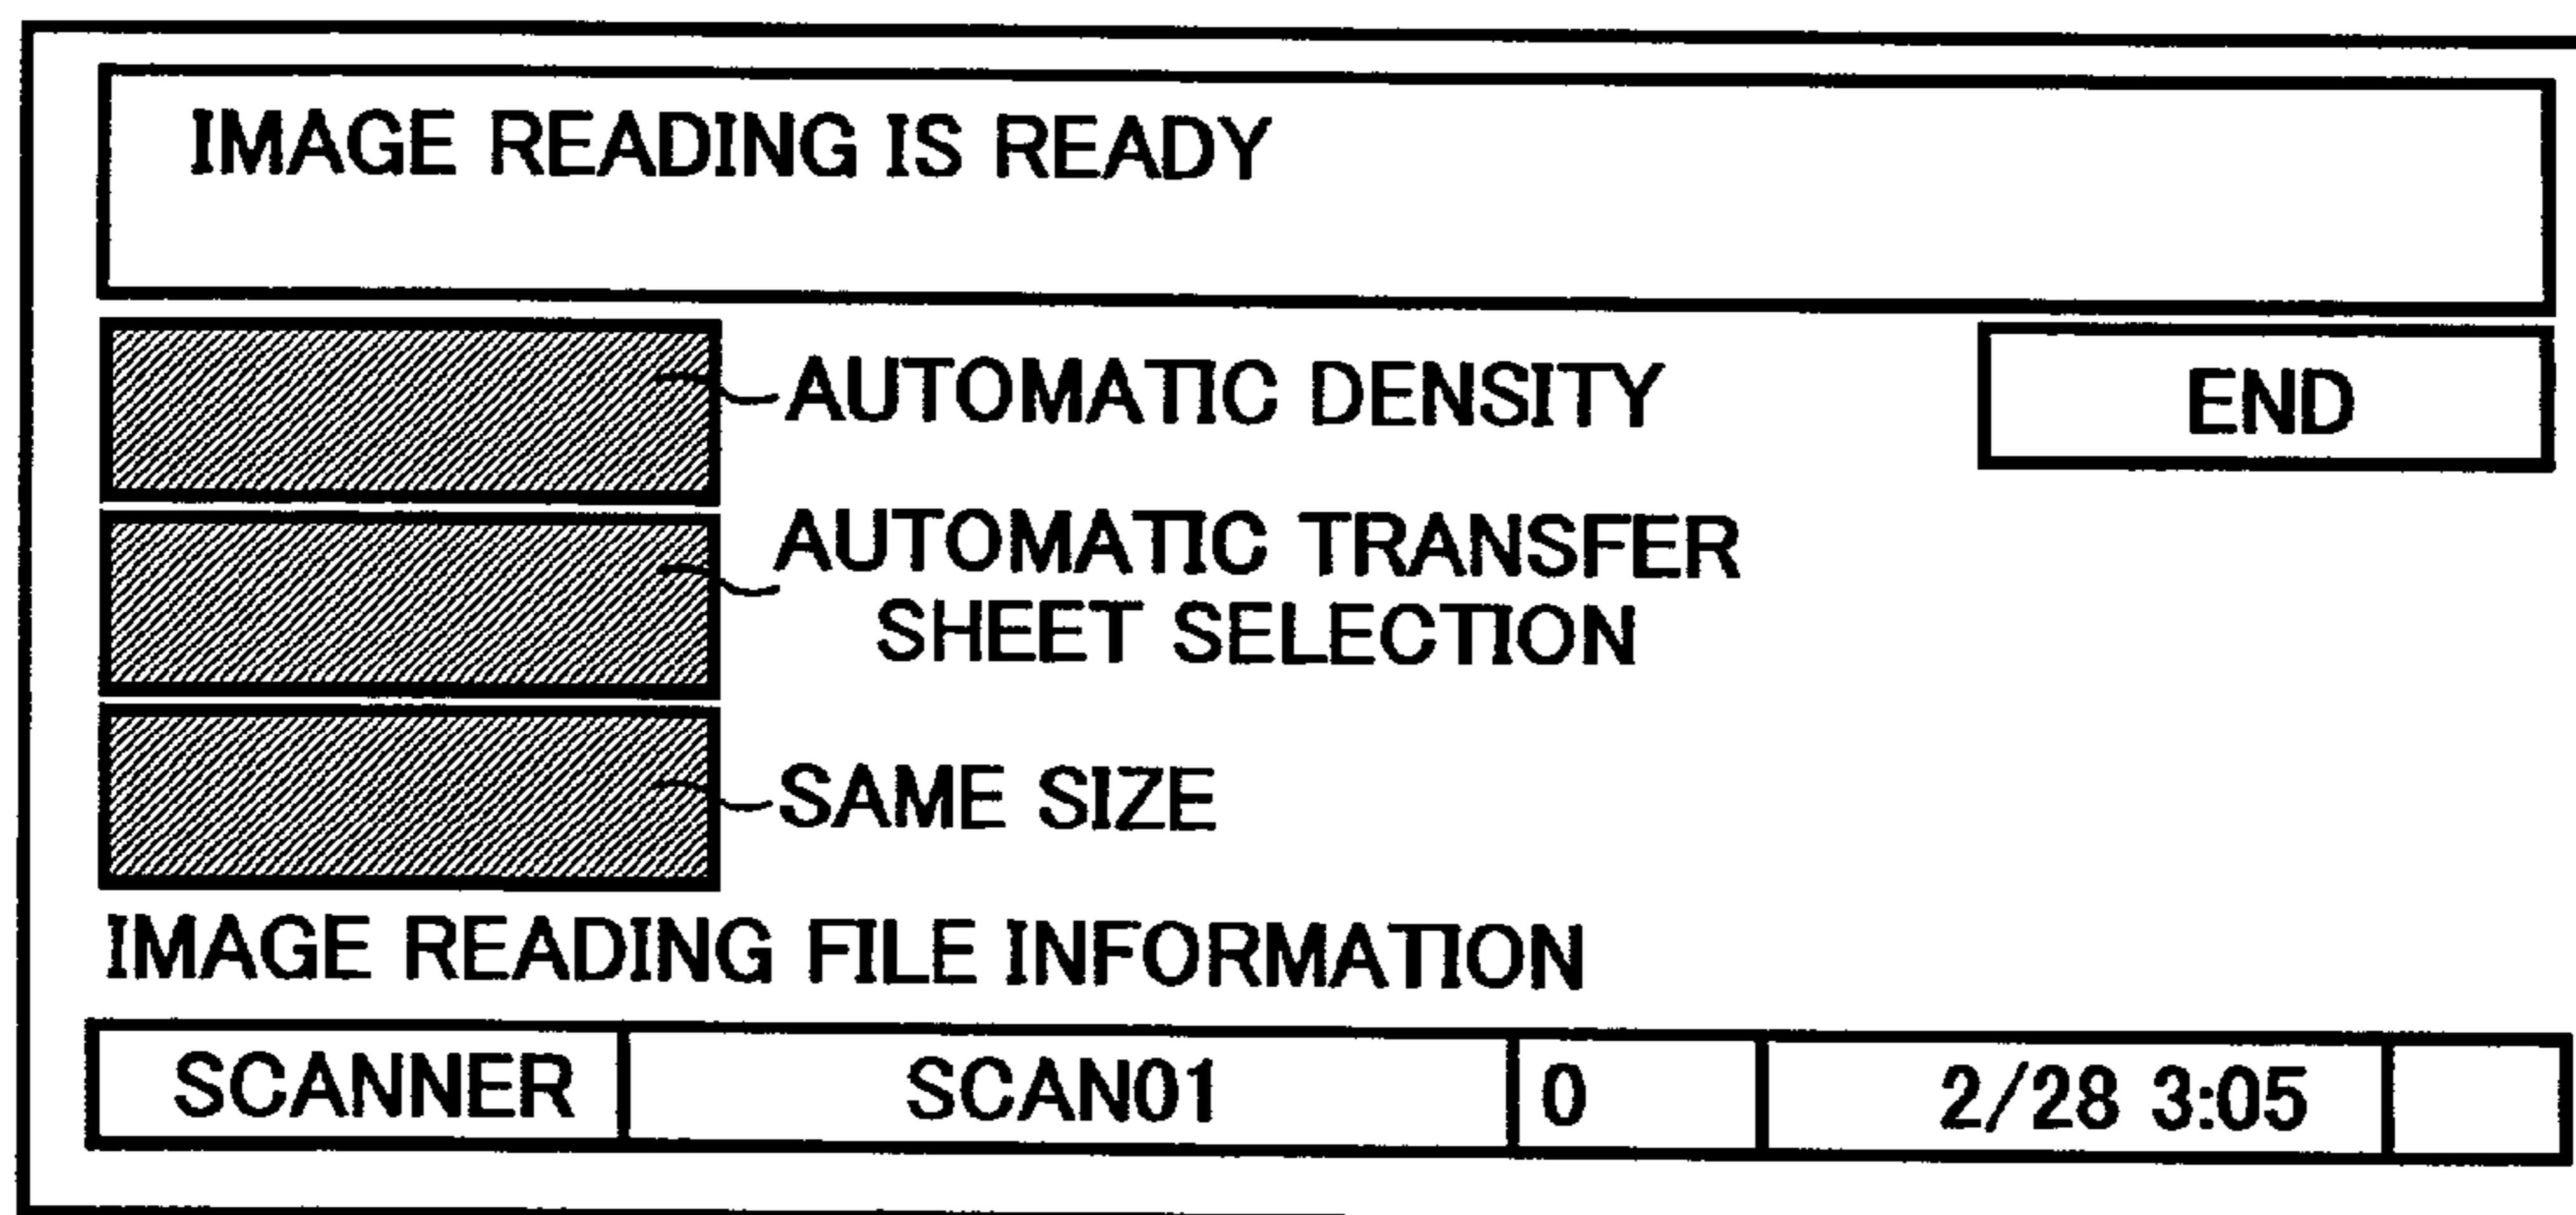 IMAGE READING IS READY
AUTOMATIC DENSITY
END
AUTOMATIC TRANSFER
SHEET SELECTION
SAME SIZE
IMAGE READING FILE INFORMATION
SCANNER SCAN01 0 2/28 3:05